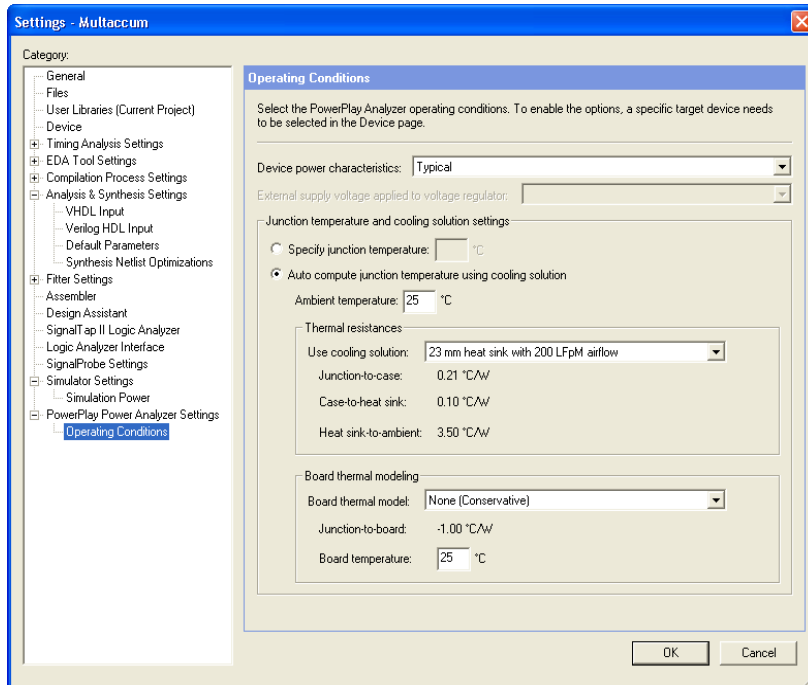 Settings - Multaccum
Category:
General
Files
User Libraries (Current Project)
Device
Timing Analysis Settings
EDA Tool Settings
Compilation Process Settings
Analysis & Synthesis Settings
VHDL Input
Verilog HDL Input
Default Parameters
Synthesis Netlist Optimizations
Fitter Settings
Assembler
Design Assistant
SignalTap II Logic Analyzer
Logic Analyzer Interface
SignalProbe Settings
Simulator Settings
Simulation Power
PowerPlay Power Analyzer Settings
Operating Conditions
Operating Conditions
Select the PowerPlay Analyzer operating conditions. To enable the options, a specific target device needs
to be selected in the Device page.
Device power characteristics: Typical
External supply voltage applied to voltage regulator:
Junction temperature and cooling solution settings
Specify junction temperature: °C
Auto compute junction temperature using cooling solution
Ambient temperature: 25 °C
Thermal resistances
Use cooling solution: 23 mm heat sink with 200 LFpM airflow
Junction-to-case: 0.21 °C/W
Case-to-heat sink: 0.10 °C/W
Heat sink-to-ambient: 3.50 °C/W
Board thermal modeling
Board thermal model: None (Conservative)
Junction-to-board: -1.00 °C/W
Board temperature: 25 °C
OK Cancel